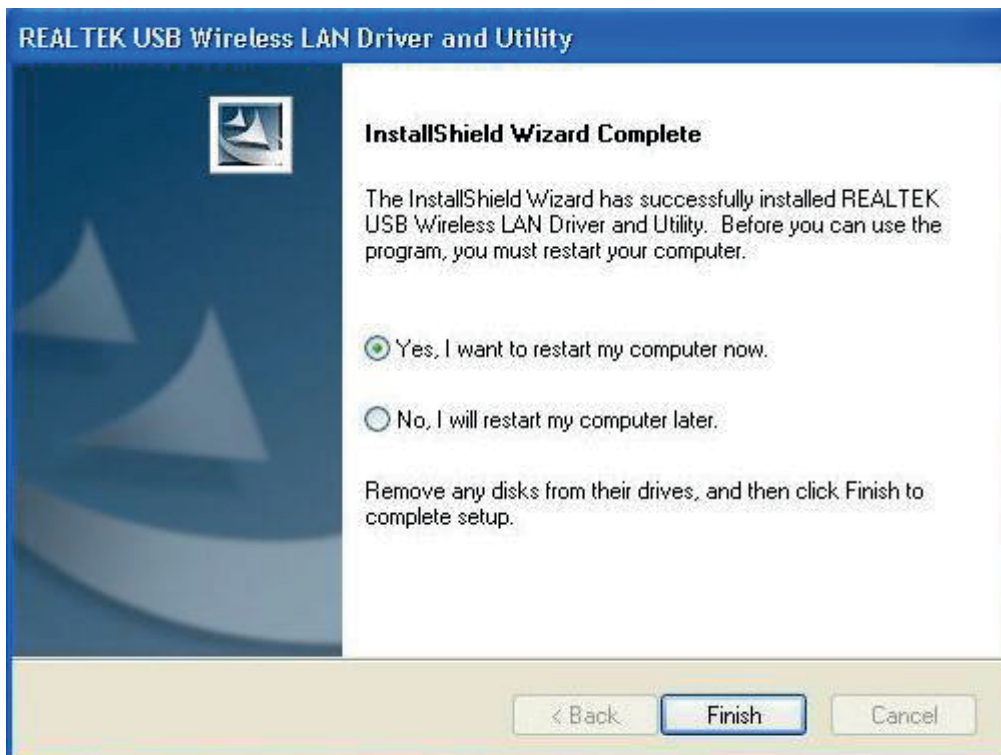 REALTEK USB Wireless LAN Driver and Utility
InstallShield Wizard Complete
The InstallShield Wizard has successfully installed REALTEK
USB Wireless LAN Driver and Utility. Before you can use the
program, you must restart your computer.
Yes, I want to restart my computer now.
No, I will restart my computer later.
Remove any disks from their drives, and then click Finish to
complete setup.
< Back Finish Cancel